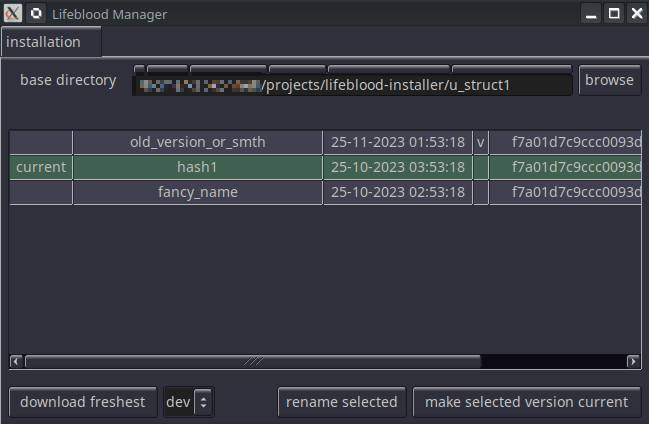 Lifeblood Manager
installation
base directory /projects/lifeblood-installer/u_struct1 browse
old_version_or_smth 25-11-2023 01:53:18 v f7a01d7c9ccc0093d
current hash1 25-10-2023 03:53:18 f7a01d7c9ccc0093d
fancy_name 25-10-2023 02:53:18 f7a01d7c9ccc0093d
download freshest dev rename selected make selected version current